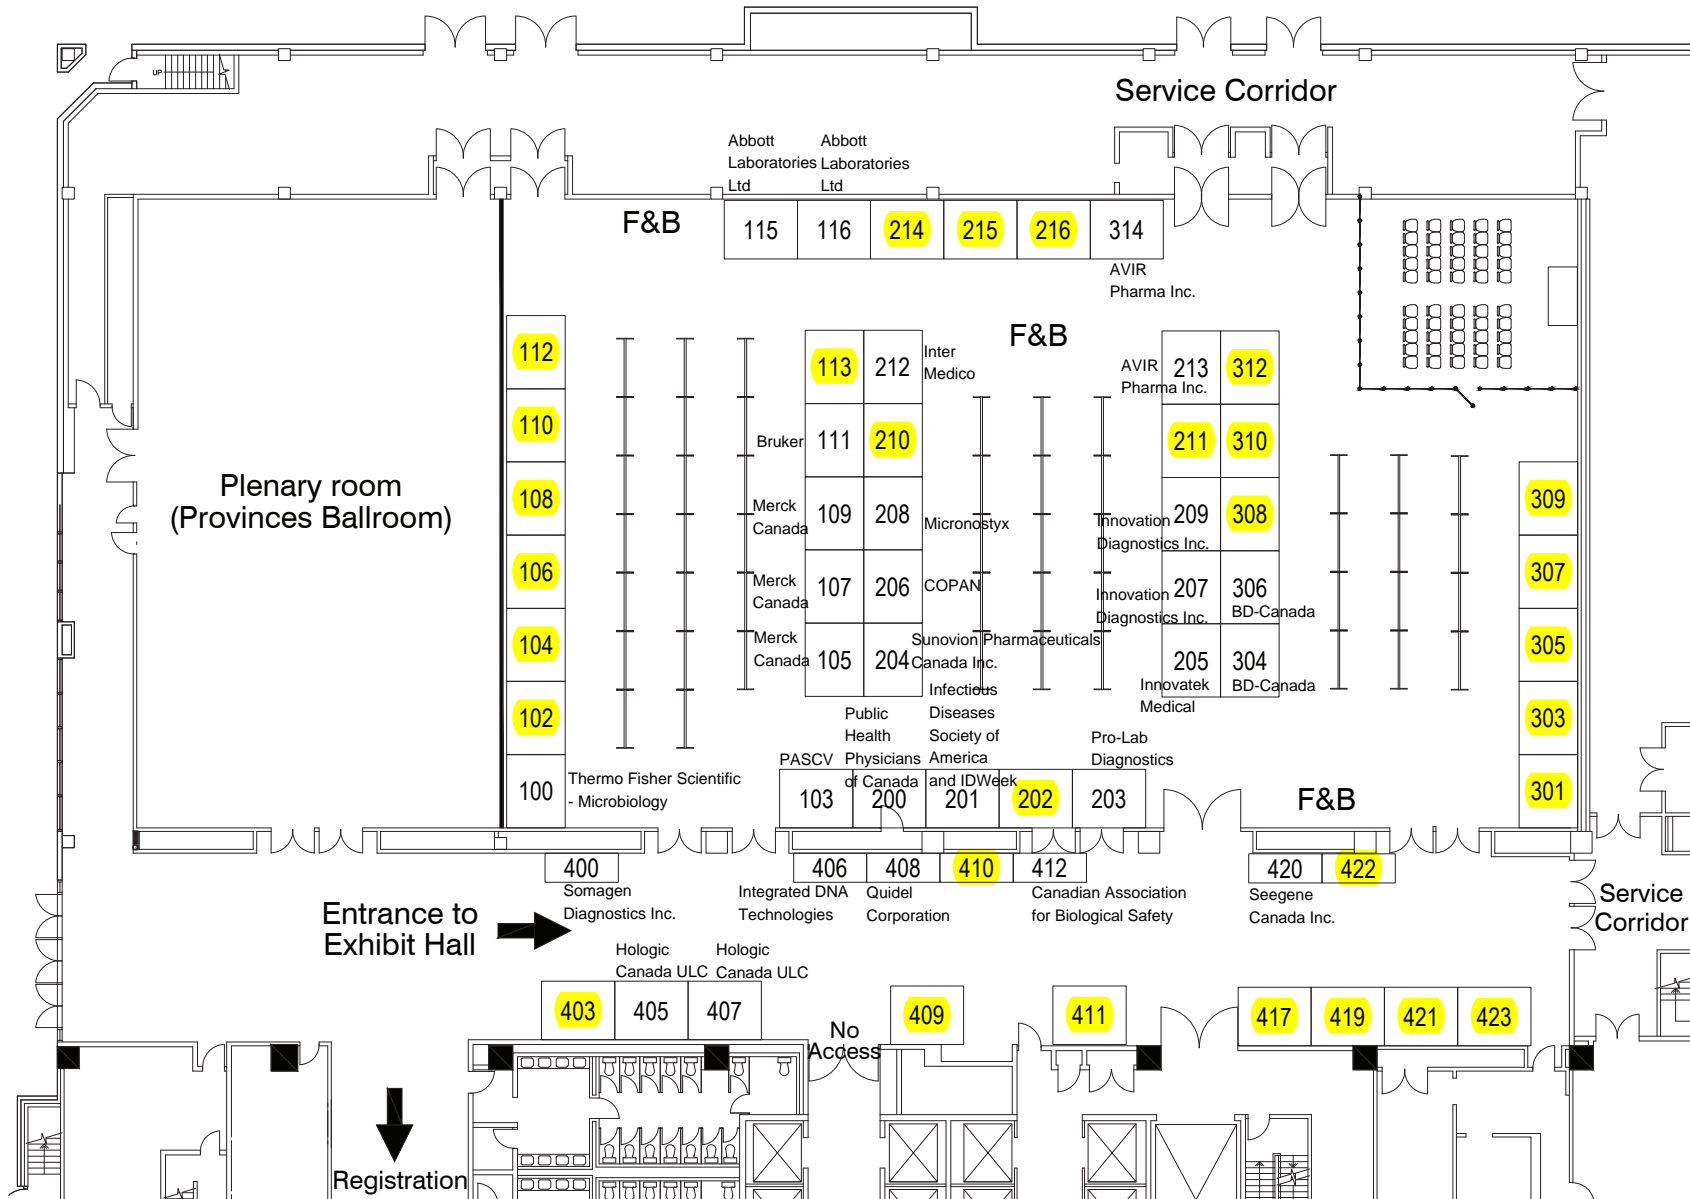 UP
Service Corridor
Abbott
Laboratories
Ltd
Abbott
Laboratories
Ltd
F&B
115
116
214
215
216
314
AVIR
Pharma Inc.
F&B
112
110
108
106
104
102
100
Thermo Fisher Scientific
- Microbiology
Plenary room
(Provinces Ballroom)
113
212
Inter
Medico
Bruker
111
210
Merck
Canada
109
208
Micronostyx
Merck
Canada
107
206
COPAN
Merck
Canada
105
204
Sunovion Pharmaceuticals
Canada Inc.
AVIR
Pharma Inc.
213
312
211
310
Innovation
Diagnostics Inc.
209
308
Innovation
Diagnostics Inc.
207
306
BD-Canada
205
304
Innovatek
Medical
BD-Canada
309
307
305
303
301
PASCV
Public
Health
Physicians
of Canada
Infectious
Diseases
Society of
America
and IDWeek
Pro-Lab
Diagnostics
103
200
201
202
203
F&B
400
Somagen
Diagnostics Inc.
406
408
410
412
Integrated DNA
Technologies
Quidel
Corporation
Canadian Association
for Biological Safety
420
422
Seegene
Canada Inc.
Service
Corridor
Entrance to
Exhibit Hall
Hologic
Canada ULC
Hologic
Canada ULC
403
405
407
409
411
417
419
421
423
No
Access
Registration